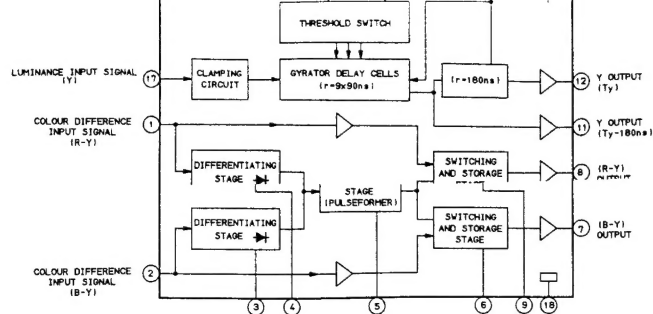 THRESHOLD SWITCH
LUMINANCE INPUT SIGNAL
(Y)
17
CLAMPING
CIRCUIT
GYRATOR DELAY CELLS
(r=9x90ns)
(r=180ns)
12
Y OUTPUT
(Ty)
COLOUR DIFFERENCE
INPUT SIGNAL
(R-Y)
1
11
Y OUTPUT
(Ty-180ns)
DIFFERENTIATING
STAGE
STAGE
(PULSEFORMER)
SWITCHING
AND STORAGE
8
(R-Y)
OUTPUT
DIFFERENTIATING
STAGE
SWITCHING
AND STORAGE
STAGE
7
(B-Y)
OUTPUT
COLOUR DIFFERENCE
INPUT SIGNAL
(B-Y)
2
3
4
5
6
9
18